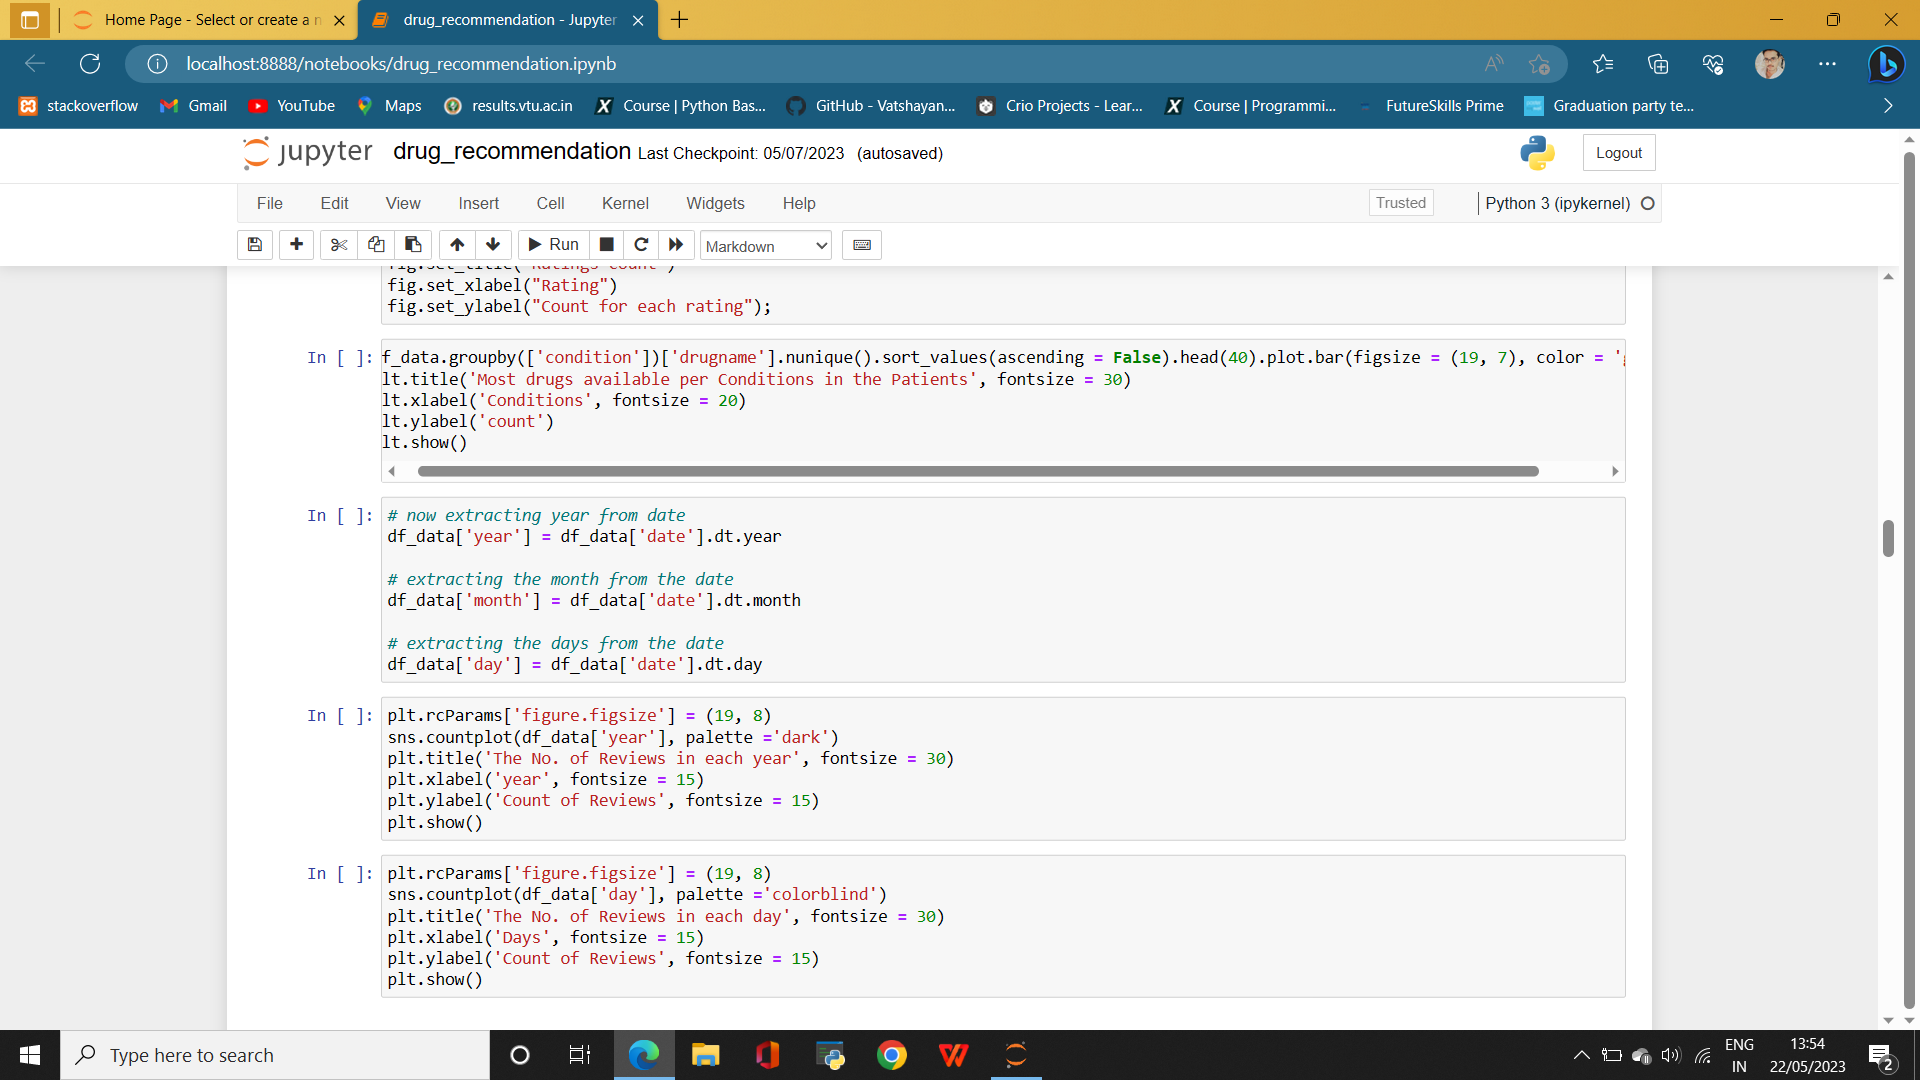 Home Page - Select or create a n
drug_recommendation - Jupyter
localhost:8888/notebooks/drug_recommendation.ipynb
stackoverflow
Gmail
YouTube
Maps
results.vtu.ac.in
Course | Python Bas...
GitHub - Vatshayan...
Crio Projects - Lear...
Course | Programmi...
FutureSkills Prime
Graduation party te...
jupyter drug_recommendation Last Checkpoint: 05/07/2023 (autosaved)
Logout
File Edit View Insert Cell Kernel Widgets Help
Trusted
Python 3 (ipykernel)
Run
Markdown
fig.set_title("Ratings Count")
fig.set_xlabel("Rating")
fig.set_ylabel("Count for each rating");
In [ ]:
f_data.groupby(['condition'])['drugname'].nunique().sort_values(ascending = False).head(40).plot.bar(figsize = (19, 7), color = '
lt.title('Most drugs available per Conditions in the Patients', fontsize = 30)
lt.xlabel('Conditions', fontsize = 20)
lt.ylabel('count')
lt.show()
In [ ]:
# now extracting year from date
df_data['year'] = df_data['date'].dt.year
# extracting the month from the date
df_data['month'] = df_data['date'].dt.month
# extracting the days from the date
df_data['day'] = df_data['date'].dt.day
In [ ]:
plt.rcParams['figure.figsize'] = (19, 8)
sns.countplot(df_data['year'], palette ='dark')
plt.title('The No. of Reviews in each year', fontsize = 30)
plt.xlabel('year', fontsize = 15)
plt.ylabel('Count of Reviews', fontsize = 15)
plt.show()
In [ ]:
plt.rcParams['figure.figsize'] = (19, 8)
sns.countplot(df_data['day'], palette ='colorblind')
plt.title('The No. of Reviews in each day', fontsize = 30)
plt.xlabel('Days', fontsize = 15)
plt.ylabel('Count of Reviews', fontsize = 15)
plt.show()
Type here to search
ENG
IN
13:54
22/05/2023
2